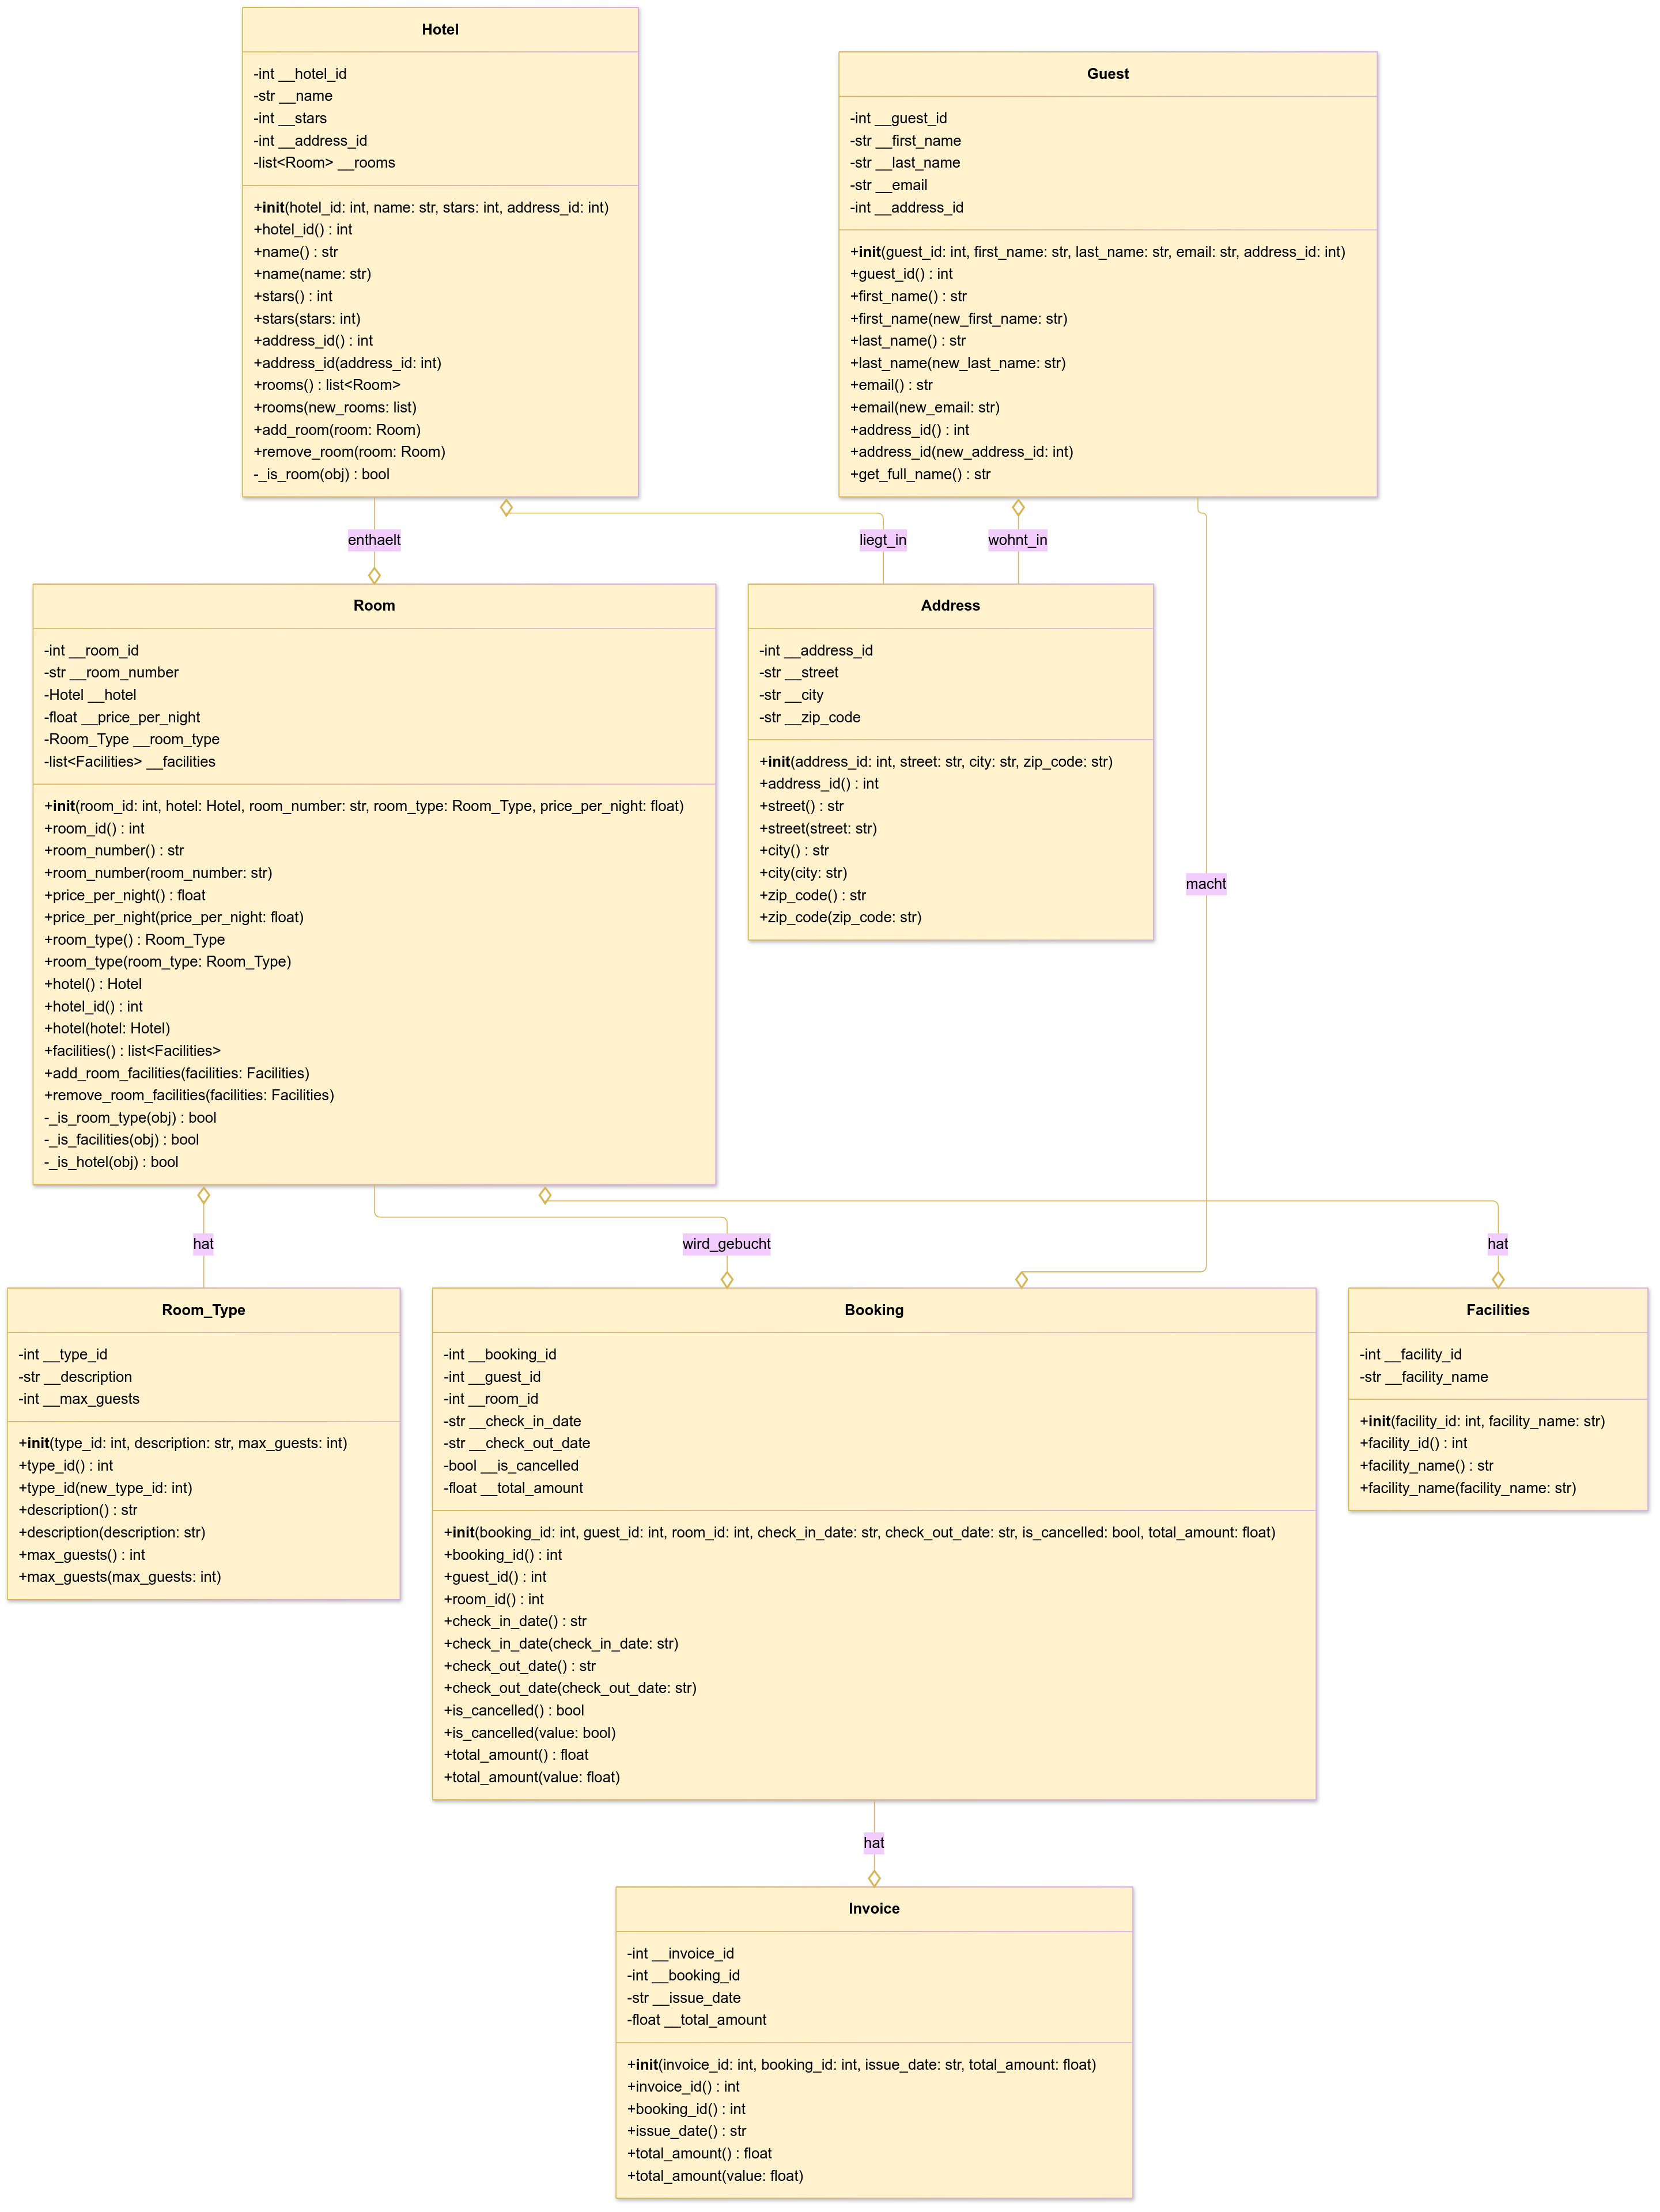 Hotel
-int __hotel_id
-str __name
-int __stars
-int __address_id
-list<Room> __rooms
+init(hotel_id: int, name: str, stars: int, address_id: int)
+hotel_id() : int
+name() : str
+name(name: str)
+stars() : int
+stars(stars: int)
+address_id() : int
+address_id(address_id: int)
+rooms() : list<Room>
+rooms(new_rooms: list)
+add_room(room: Room)
+remove_room(room: Room)
-_is_room(obj) : bool
Guest
-int __guest_id
-str __first_name
-str __last_name
-str __email
-int __address_id
+init(guest_id: int, first_name: str, last_name: str, email: str, address_id: int)
+guest_id() : int
+first_name() : str
+first_name(new_first_name: str)
+last_name() : str
+last_name(new_last_name: str)
+email() : str
+email(new_email: str)
+address_id() : int
+address_id(new_address_id: int)
+get_full_name() : str
enthaelt
liegt_in
wohnt_in
Room
-int __room_id
-str __room_number
-Hotel __hotel
-float __price_per_night
-Room_Type __room_type
-list<Facilities> __facilities
+init(room_id: int, hotel: Hotel, room_number: str, room_type: Room_Type, price_per_night: float)
+room_id() : int
+room_number() : str
+room_number(room_number: str)
+price_per_night() : float
+price_per_night(price_per_night: float)
+room_type() : Room_Type
+room_type(room_type: Room_Type)
+hotel() : Hotel
+hotel_id() : int
+hotel(hotel: Hotel)
+facilities() : list<Facilities>
+add_room_facilities(facilities: Facilities)
+remove_room_facilities(facilities: Facilities)
-_is_room_type(obj) : bool
-_is_facilities(obj) : bool
-_is_hotel(obj) : bool
Address
-int __address_id
-str __street
-str __city
-str __zip_code
+init(address_id: int, street: str, city: str, zip_code: str)
+address_id() : int
+street() : str
+street(street: str)
+city() : str
+city(city: str)
+zip_code() : str
+zip_code(zip_code: str)
macht
hat
wird_gebucht
hat
Room_Type
-int __type_id
-str __description
-int __max_guests
+init(type_id: int, description: str, max_guests: int)
+type_id() : int
+type_id(new_type_id: int)
+description() : str
+description(description: str)
+max_guests() : int
+max_guests(max_guests: int)
Booking
-int __booking_id
-int __guest_id
-int __room_id
-str __check_in_date
-str __check_out_date
-bool __is_cancelled
-float __total_amount
+init(booking_id: int, guest_id: int, room_id: int, check_in_date: str, check_out_date: str, is_cancelled: bool, total_amount: float)
+booking_id() : int
+guest_id() : int
+room_id() : int
+check_in_date() : str
+check_in_date(check_in_date: str)
+check_out_date() : str
+check_out_date(check_out_date: str)
+is_cancelled() : bool
+is_cancelled(value: bool)
+total_amount() : float
+total_amount(value: float)
Facilities
-int __facility_id
-str __facility_name
+init(facility_id: int, facility_name: str)
+facility_id() : int
+facility_name() : str
+facility_name(facility_name: str)
hat
Invoice
-int __invoice_id
-int __booking_id
-str __issue_date
-float __total_amount
+init(invoice_id: int, booking_id: int, issue_date: str, total_amount: float)
+invoice_id() : int
+booking_id() : int
+issue_date() : str
+total_amount() : float
+total_amount(value: float)